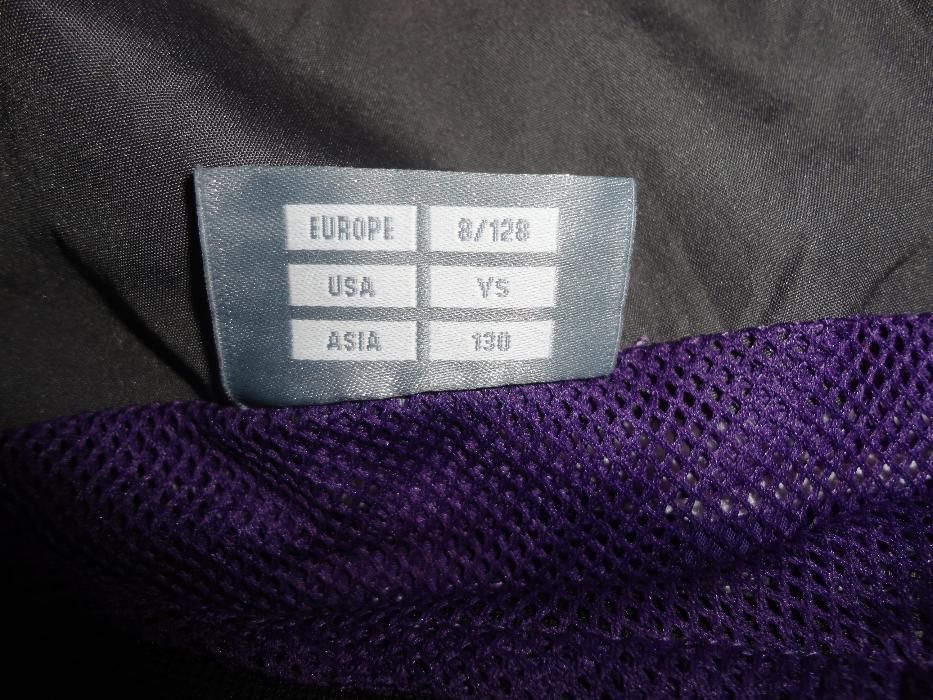 EUROPE 8/128
USA YS
ASIA 130